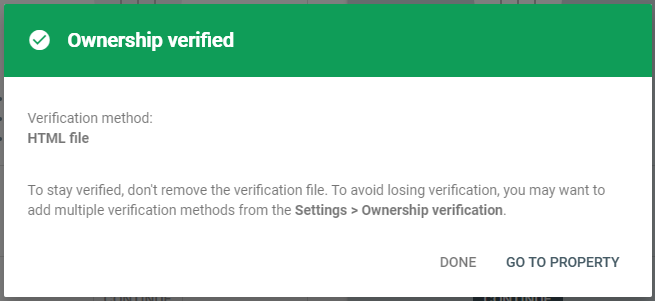 Ownership verified
Verification method:
HTML file
To stay verified, don't remove the verification file. To avoid losing verification, you may want to
add multiple verification methods from the Settings > Ownership verification.
DONE
GO TO PROPERTY